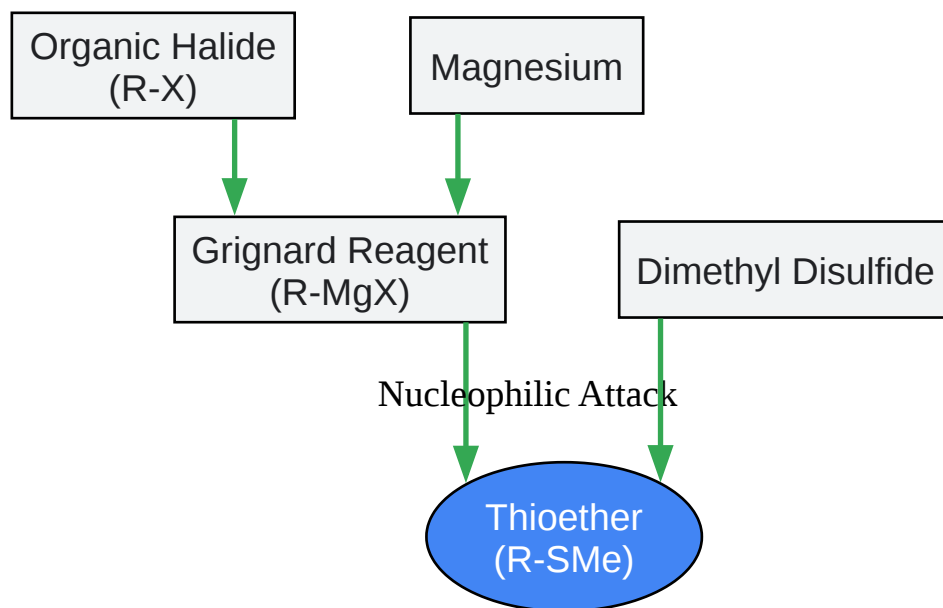 Organic Halide
(R-X)
Magnesium
Grignard Reagent
(R-MgX)
Dimethyl Disulfide
Nucleophilic Attack
Thioether
(R-SMe)